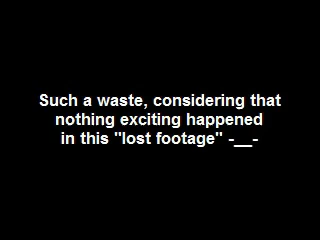 Such a waste, considering that
nothing exciting happened
in this "lost footage" -__-